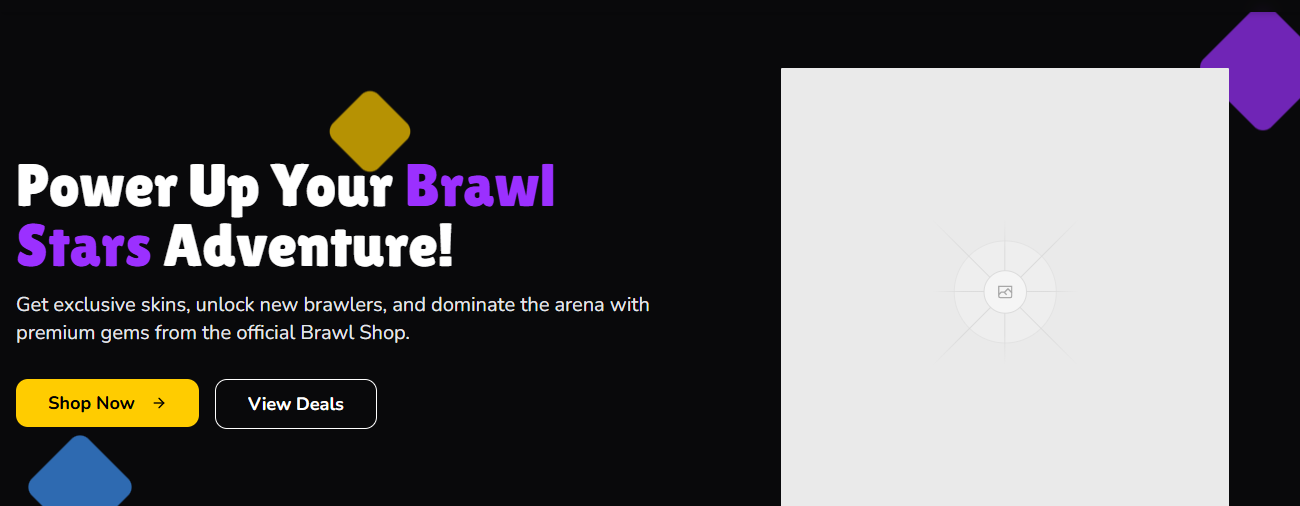 Power Up Your Brawl
Stars Adventure!
Get exclusive skins, unlock new brawlers, and dominate the arena with
premium gems from the official Brawl Shop.
Shop Now
View Deals